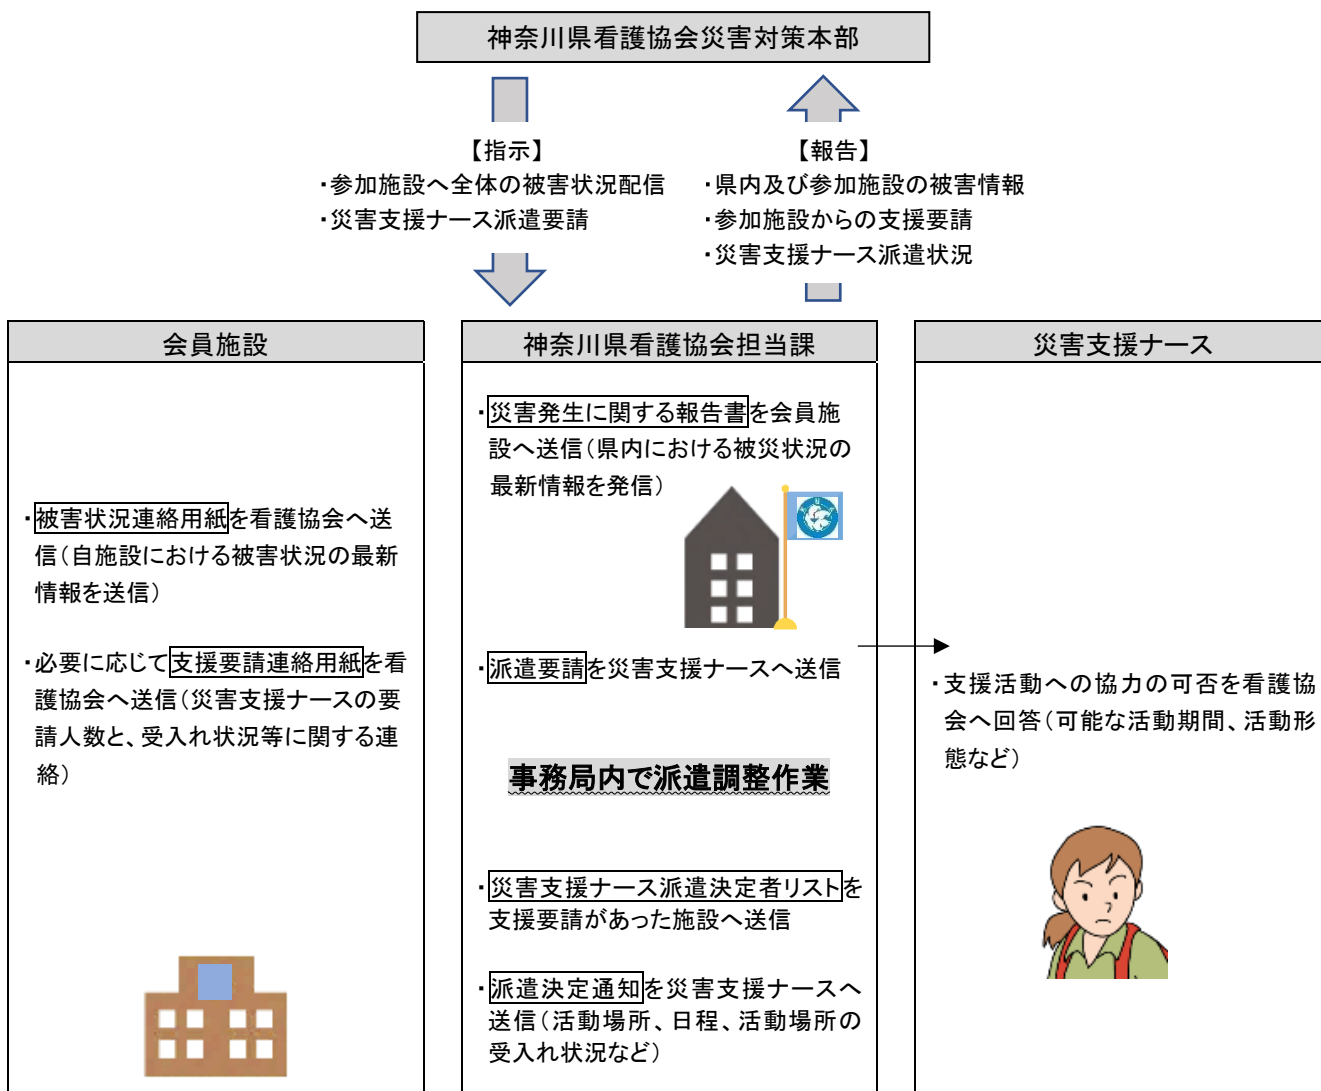 神奈川県看護協会災害対策本部
【指示】
・参加施設へ全体の被害状況配信
・災害支援ナース派遣要請
【報告】
・県内及び参加施設の被害情報
・参加施設からの支援要請
・災害支援ナース派遣状況
会員施設
・被害状況連絡用紙を看護協会へ送
信（自施設における被害状況の最新
情報を送信）
・必要に応じて支援要請連絡用紙を看
護協会へ送信（災害支援ナースの要
請人数と、受入れ状況等に関する連
絡）
神奈川県看護協会担当課
・災害発生に関する報告書を会員施
設へ送信（県内における被災状況の
最新情報を発信）
・派遣要請を災害支援ナースへ送信
事務局内で派遣調整作業
・災害支援ナース派遣決定者リストを
支援要請があった施設へ送信
・派遣決定通知を災害支援ナースへ
送信（活動場所、日程、活動場所の
受入れ状況など）
災害支援ナース
・支援活動への協力の可否を看護協
会へ回答（可能な活動期間、活動形
態など）